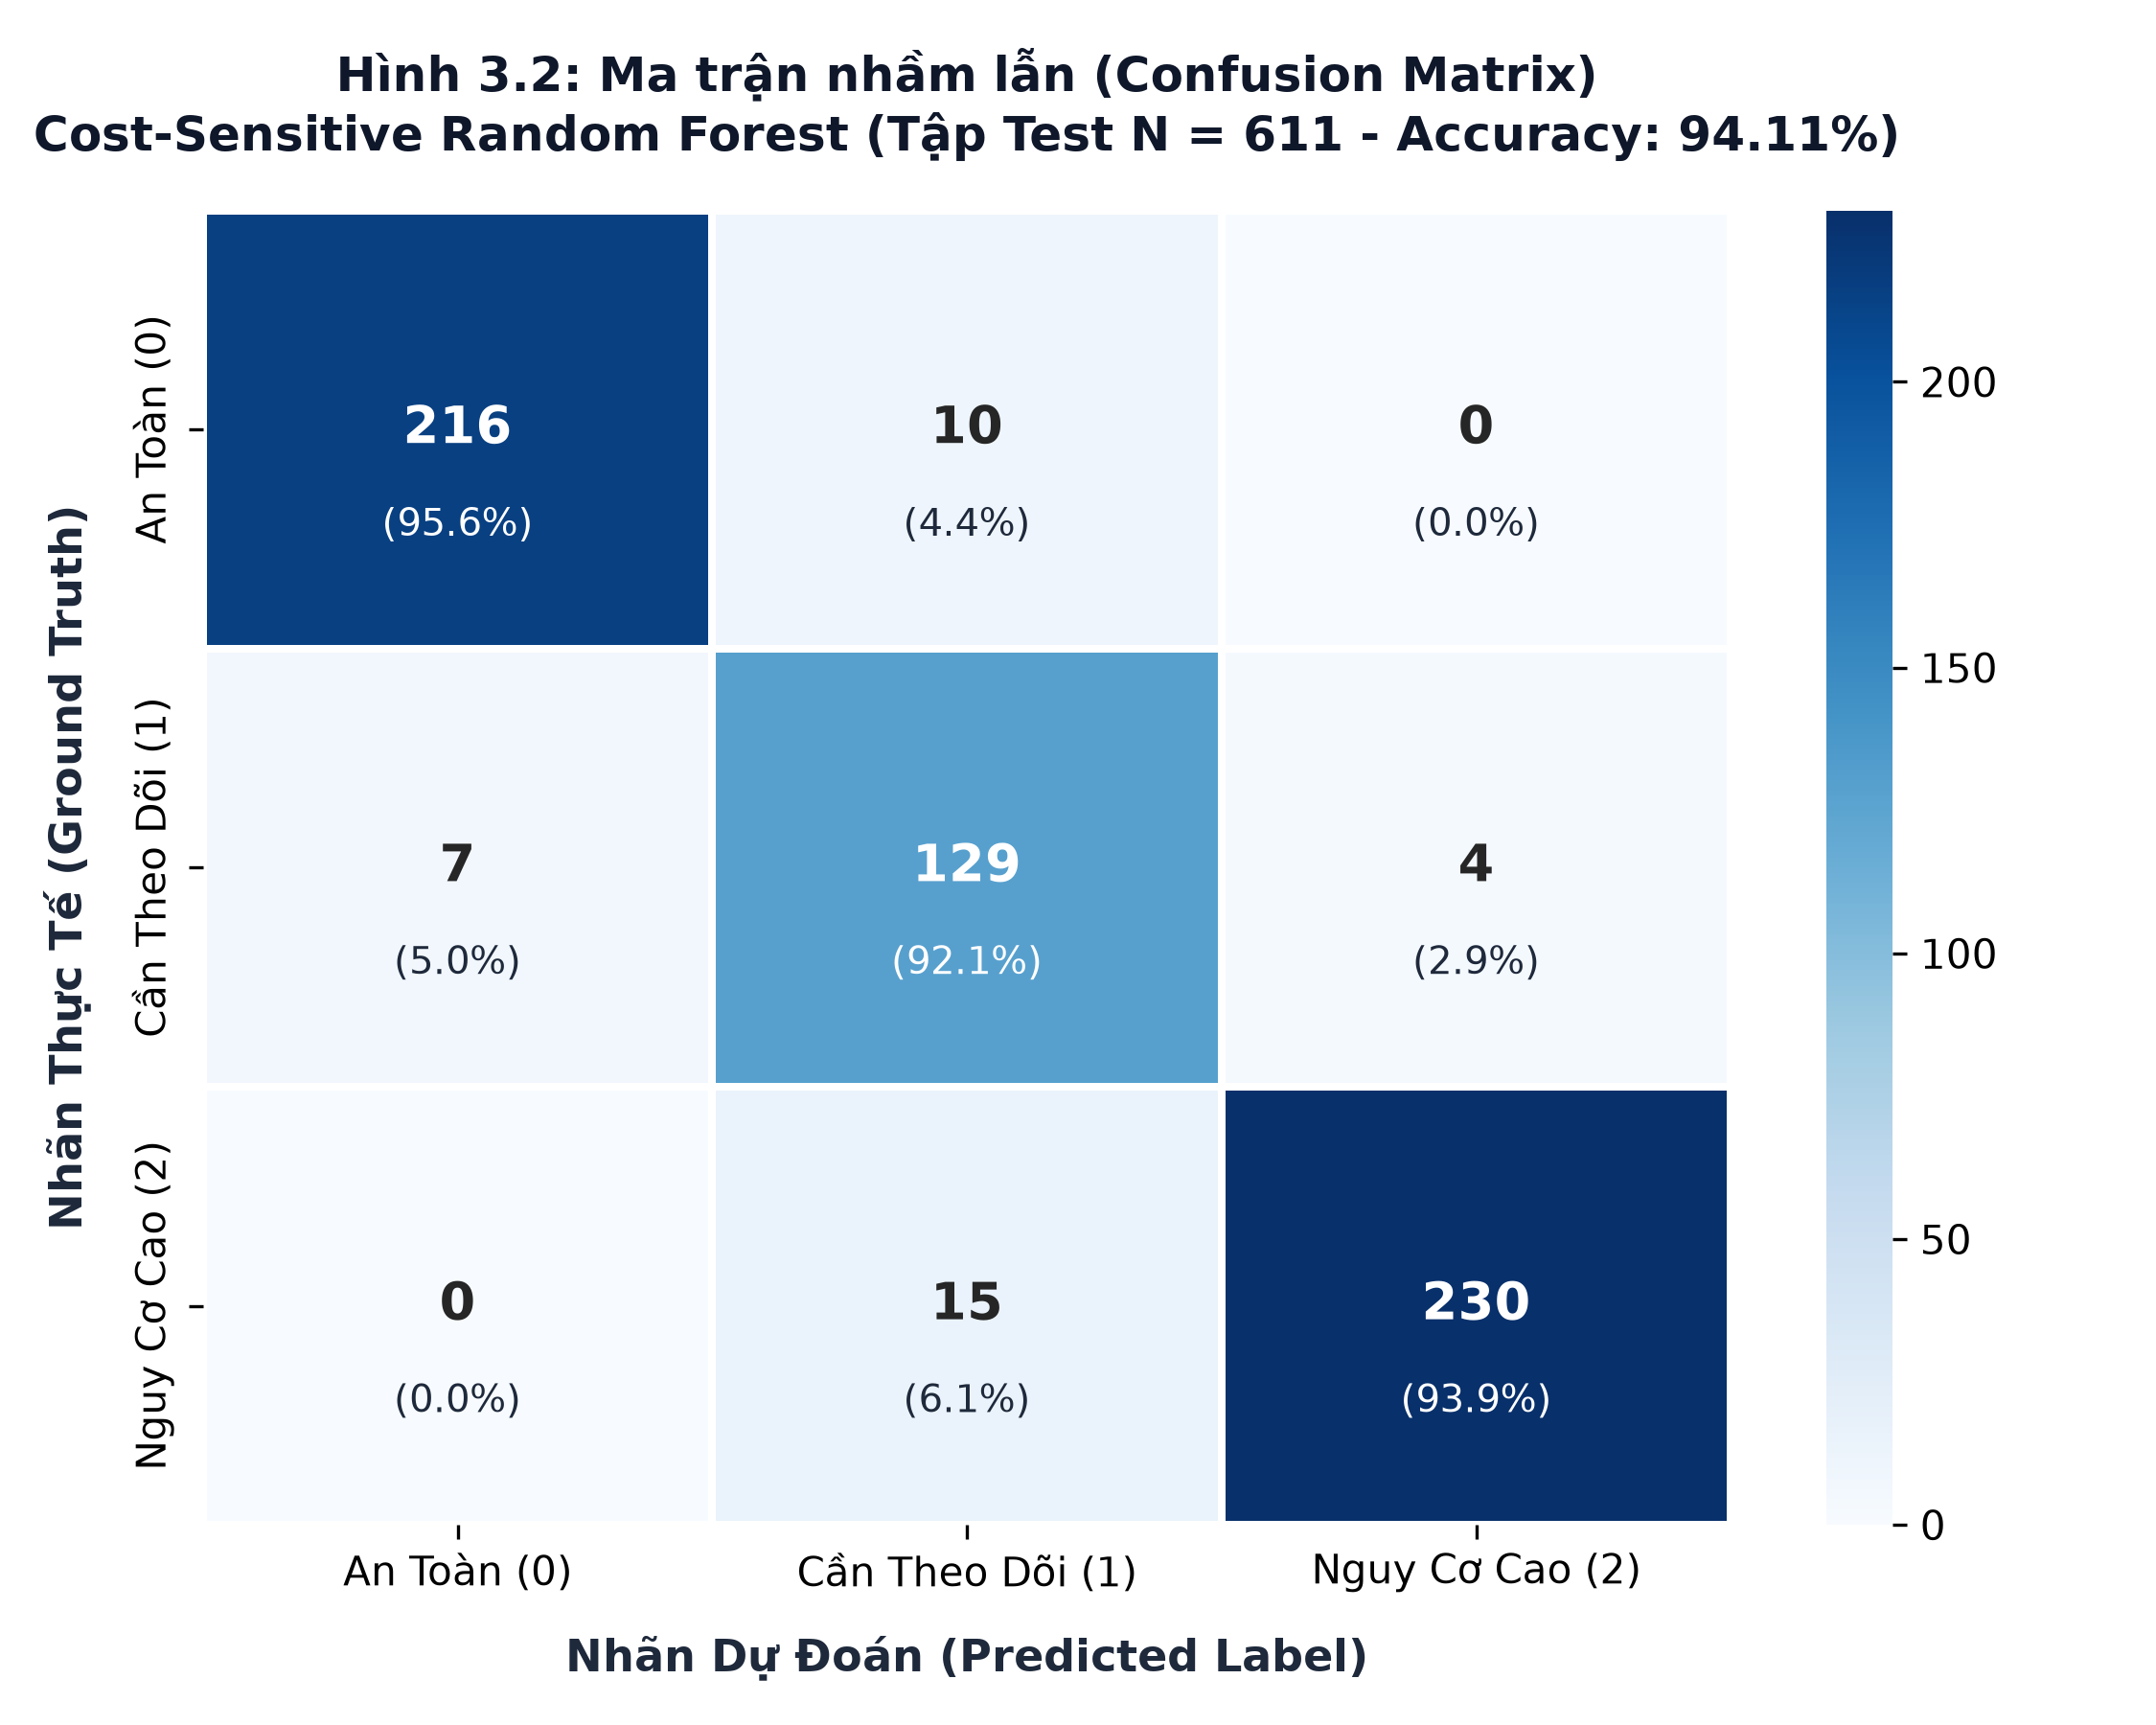 Hình 3.2: Ma trận nhầm lẫn (Confusion Matrix)
Cost-Sensitive Random Forest (Tập Test N = 611 - Accuracy: 94.11%)
Nhãn Thực Tế (Ground Truth)
An Toàn (0)
216
(95.6%)
10
(4.4%)
0
(0.0%)
Cần Theo Dõi (1)
7
(5.0%)
129
(92.1%)
4
(2.9%)
Nguy Cơ Cao (2)
0
(0.0%)
15
(6.1%)
230
(93.9%)
An Toàn (0)
Cần Theo Dõi (1)
Nguy Cơ Cao (2)
Nhãn Dự Đoán (Predicted Label)
200
150
100
50
0